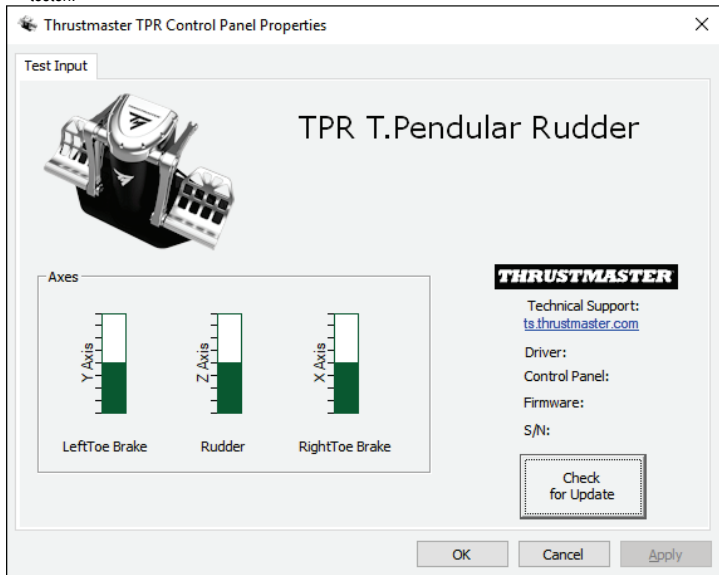 Thrustmaster TPR Control Panel Properties
Test Input
TPR T.Pendular Rudder
Axes
Y Axis
Z Axis
X Axis
LeftToe Brake
Rudder
RightToe Brake
THRUSTMASTER
Technical Support:
ts.thrustmaster.com
Driver:
Control Panel:
Firmware:
S/N:
Check
for Update
OK
Cancel
Apply